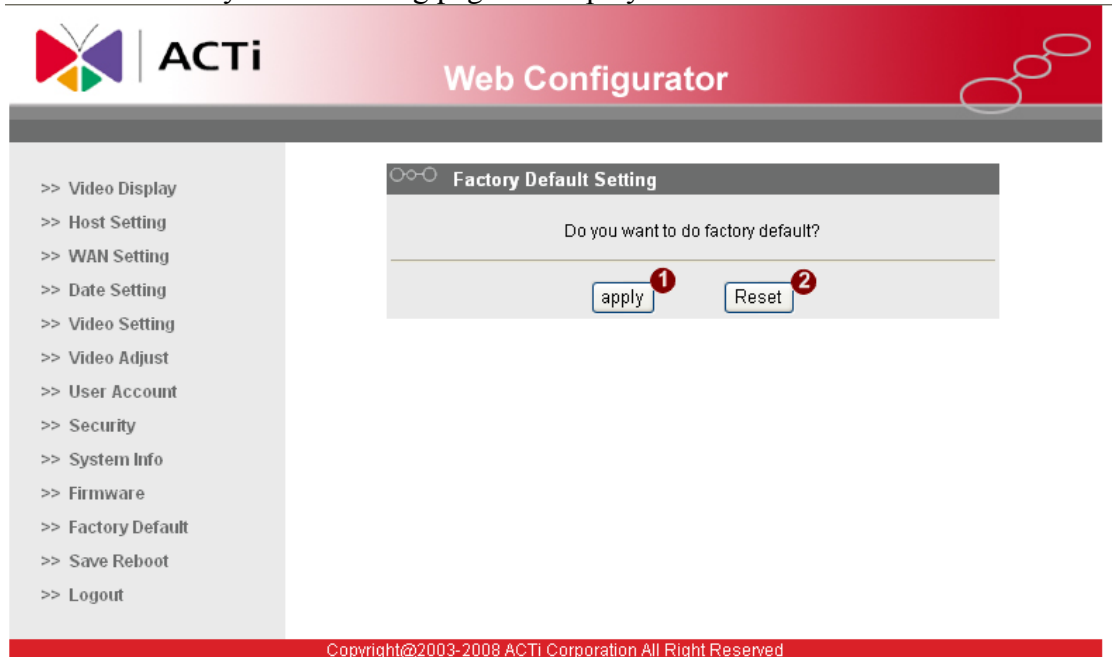 ACTi
Web Configurator
>> Video Display
>> Host Setting
>> WAN Setting
>> Date Setting
>> Video Setting
>> Video Adjust
>> User Account
>> Security
>> System Info
>> Firmware
>> Factory Default
>> Save Reboot
>> Logout
Factory Default Setting
Do you want to do factory default?
apply 1 Reset 2
Copyright@2003-2008 ACTi Corporation All Right Reserved